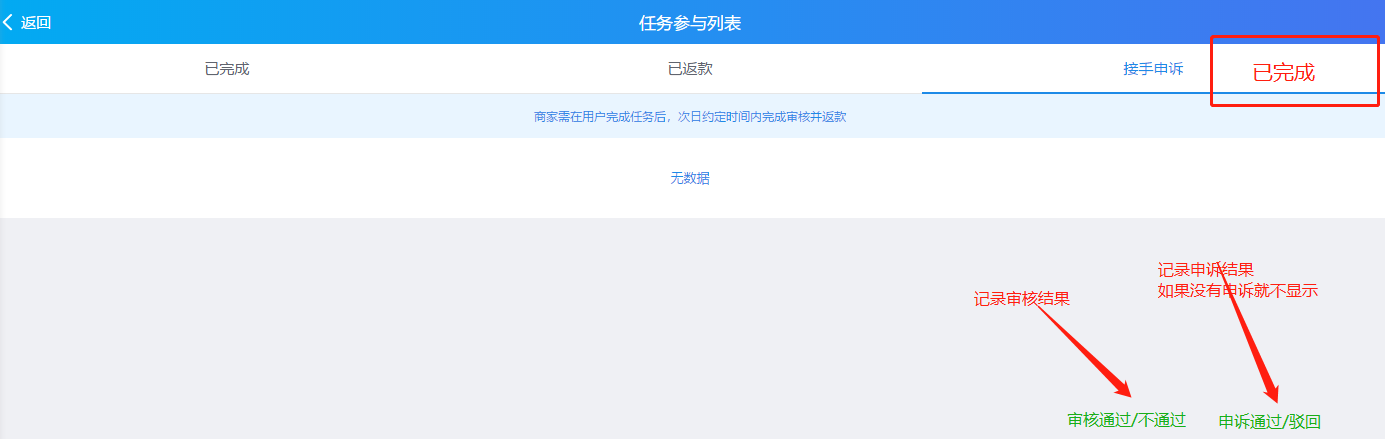 返回
任务参与列表
已完成
已返款
接手申诉
已完成
商家需在用户完成任务后，次日约定时间内完成审核并返款
无数据
记录申诉结果
如果没有申诉就不显示
记录审核结果
审核通过/不通过
申诉通过/驳回